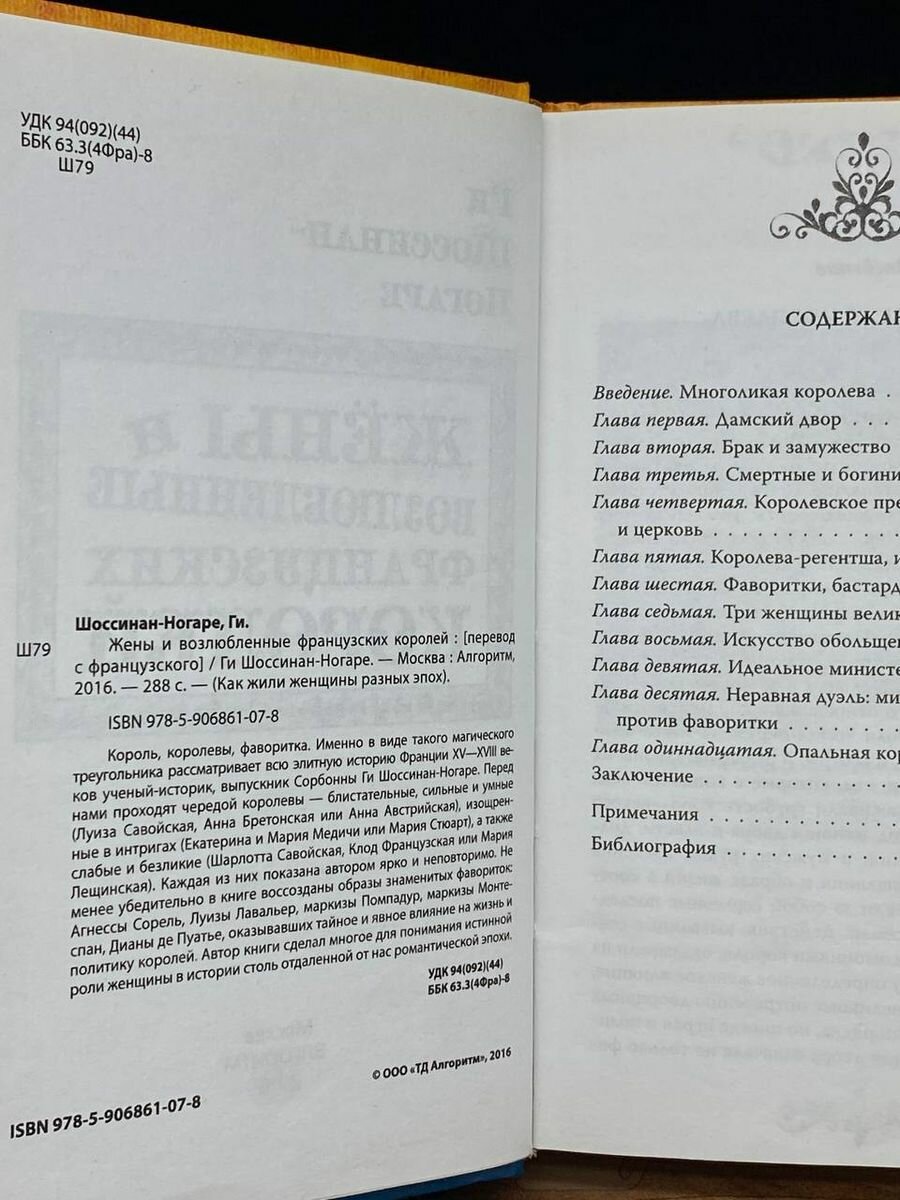 УДК 94(092)(44)
ББК 63.3(4Фра)-8
Ш79
Шоссинан-Ногаре, Ги.
Ш79
Жены и возлюбленные французских королей : [перевод
с французского] / Ги Шоссинан-Ногаре. — Москва : Алгоритм,
2016. — 288 с. — (Как жили женщины разных эпох).
ISBN 978-5-906861-07-8
Король, королевы, фаворитка. Именно в виде такого магического
треугольника рассматривает всю элитную историю Франции XV—XVIII ве-
ков ученый-историк, выпускник Сорбонны Ги Шоссинан-Ногаре. Перед
нами проходят чередой королевы — блистательные, сильные и умные
(Луиза Савойская, Анна Бретонская или Анна Австрийская), изощрен-
ные в интригах (Екатерина и Мария Медичи или Мария Стюарт), а также
слабые и безликие (Шарлотта Савойская, Клод Французская или Мария
Лещинская). Каждая из них показана автором ярко и неповторимо. Не
менее убедительно в книге воссозданы образы знаменитых фавориток:
Агнессы Сорель, Луизы Лавальер, маркизы Помпадур, маркизы Монте-
спан, Дианы де Пуатье, оказывавших тайное и явное влияние на жизнь и
политику королей. Автор книги сделал многое для понимания истинной
роли женщины в истории столь отдаленной от нас романтической эпохи.
УДК 94(092)(44)
ББК 63.3(4Фра)-8
© ООО «ТД Алгоритм», 2016
ISBN 978-5-906861-07-8
СОДЕРЖАН
Введение. Многоликая королева .
Глава первая. Дамский двор . . .
Глава вторая. Брак и замужество
Глава третья. Смертные и богини
Глава четвертая. Королевское пре
и церковь . . . . . . . . . . . . .
Глава пятая. Королева-регентша, и
Глава шестая. Фаворитки, бастард
Глава седьмая. Три женщины вели
Глава восьмая. Искусство обольще
Глава девятая. Идеальное министе
Глава десятая. Неравная дуэль: ми
против фаворитки . . . . . . . .
Глава одиннадцатая. Опальная кор
Заключение . . . . . . . . . . . . .
Примечания . . . . . . . . . . . . .
Библиография . . . . . . . . . . . .